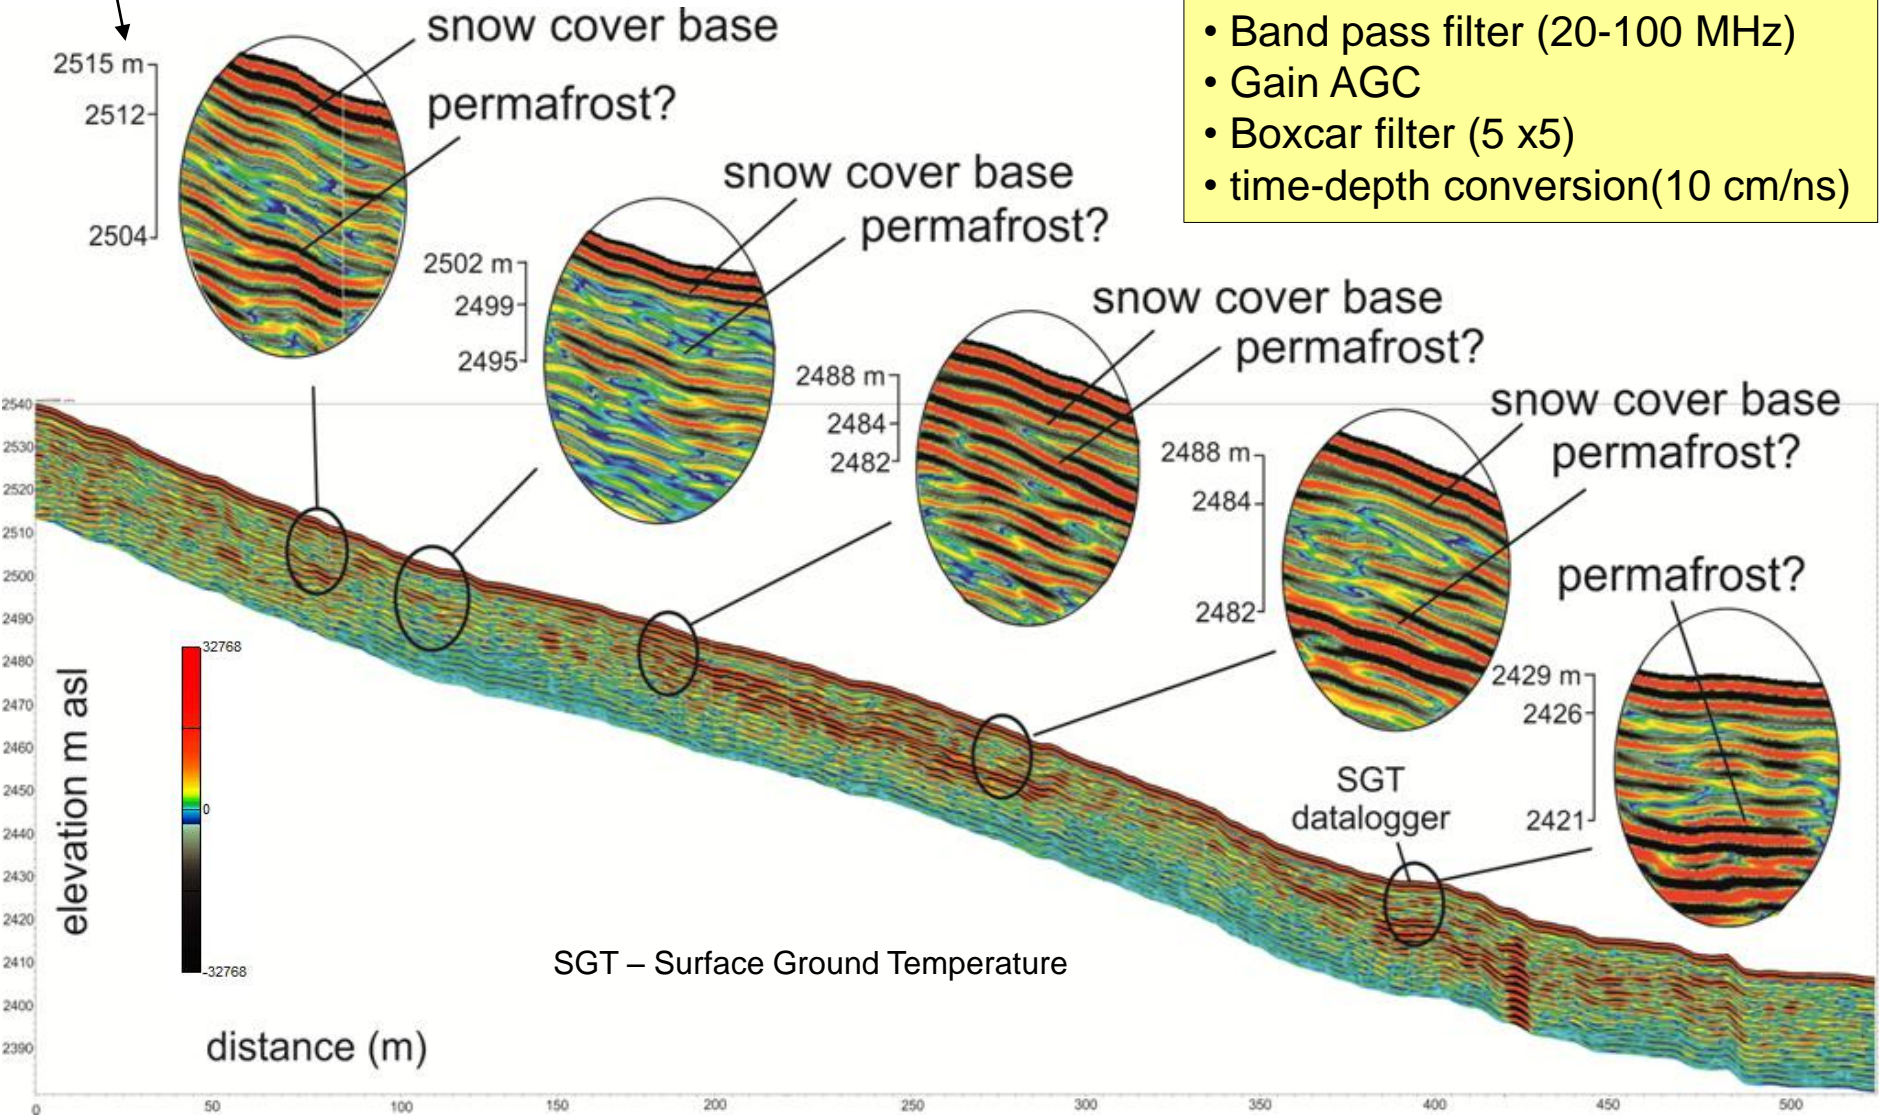 • Band pass filter (20-100 MHz)
• Gain AGC
• Boxcar filter (5 x5)
• time-depth conversion(10 cm/ns)
snow cover base
permafrost?
2515 m
2512
2504
snow cover base
permafrost?
2502 m
2499
2495
snow cover base
permafrost?
2488 m
2484
2482
snow cover base
permafrost?
2488 m
2484
2482
permafrost?
2429 m
2426
2421
SGT
datalogger
2540
2530
2520
2510
2500
2490
2480
2470
2460
2450
2440
2430
2420
2410
2400
2390
elevation m asl
32768
0
-32768
SGT – Surface Ground Temperature
distance (m)
0 50 100 150 200 250 300 350 400 450 500